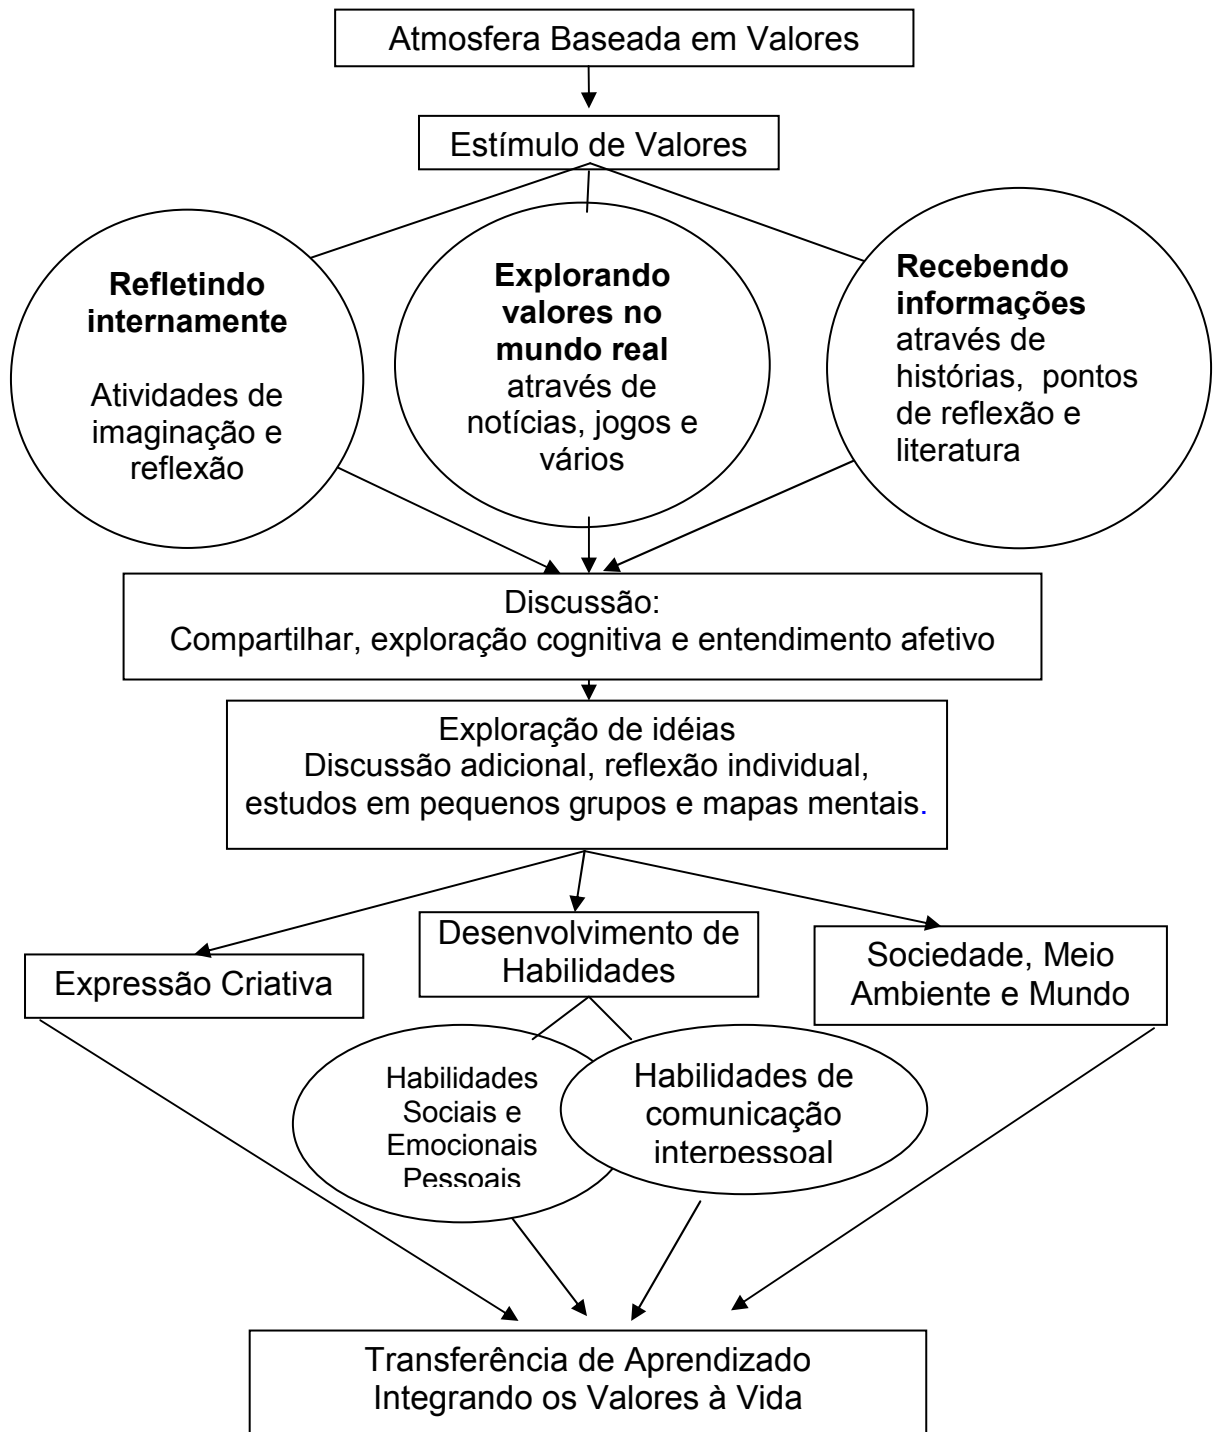 Atmosfera Baseada em Valores
Estímulo de Valores
Refletindo
internamente
Atividades de
imaginação e
reflexão
Explorando
valores no
mundo real
através de
notícias, jogos e
vários
Recebendo
informações
através de
histórias, pontos
de reflexão e
literatura
Discussão:
Compartilhar, exploração cognitiva e entendimento afetivo
Exploração de idéias
Discussão adicional, reflexão individual,
estudos em pequenos grupos e mapas mentais.
Expressão Criativa
Desenvolvimento de
Habilidades
Sociedade, Meio
Ambiente e Mundo
Habilidades
Sociais e
Emocionais
Pessoais
Habilidades de
comunicação
interpessoal
Transferência de Aprendizado
Integrando os Valores à Vida